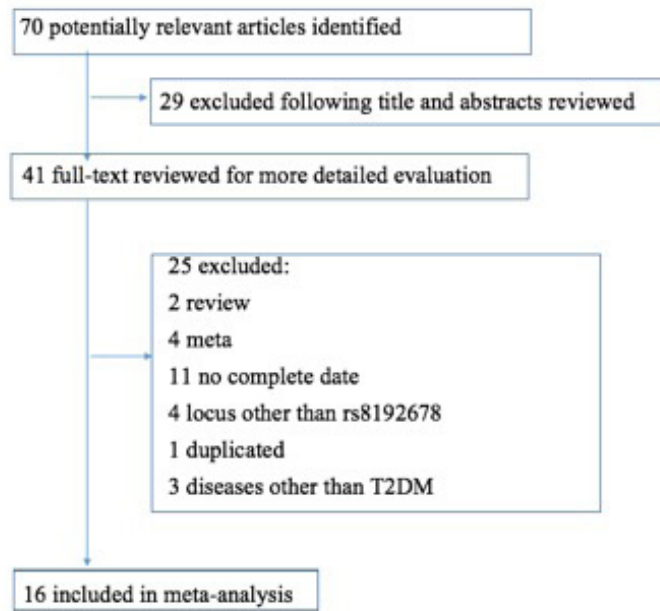 70 potentially relevant articles identified
29 excluded following title and abstracts reviewed
41 full-text reviewed for more detailed evaluation
25 excluded:
2 review
4 meta
11 no complete date
4 locus other than rs8192678
1 duplicated
3 diseases other than T2DM
16 included in meta-analysis